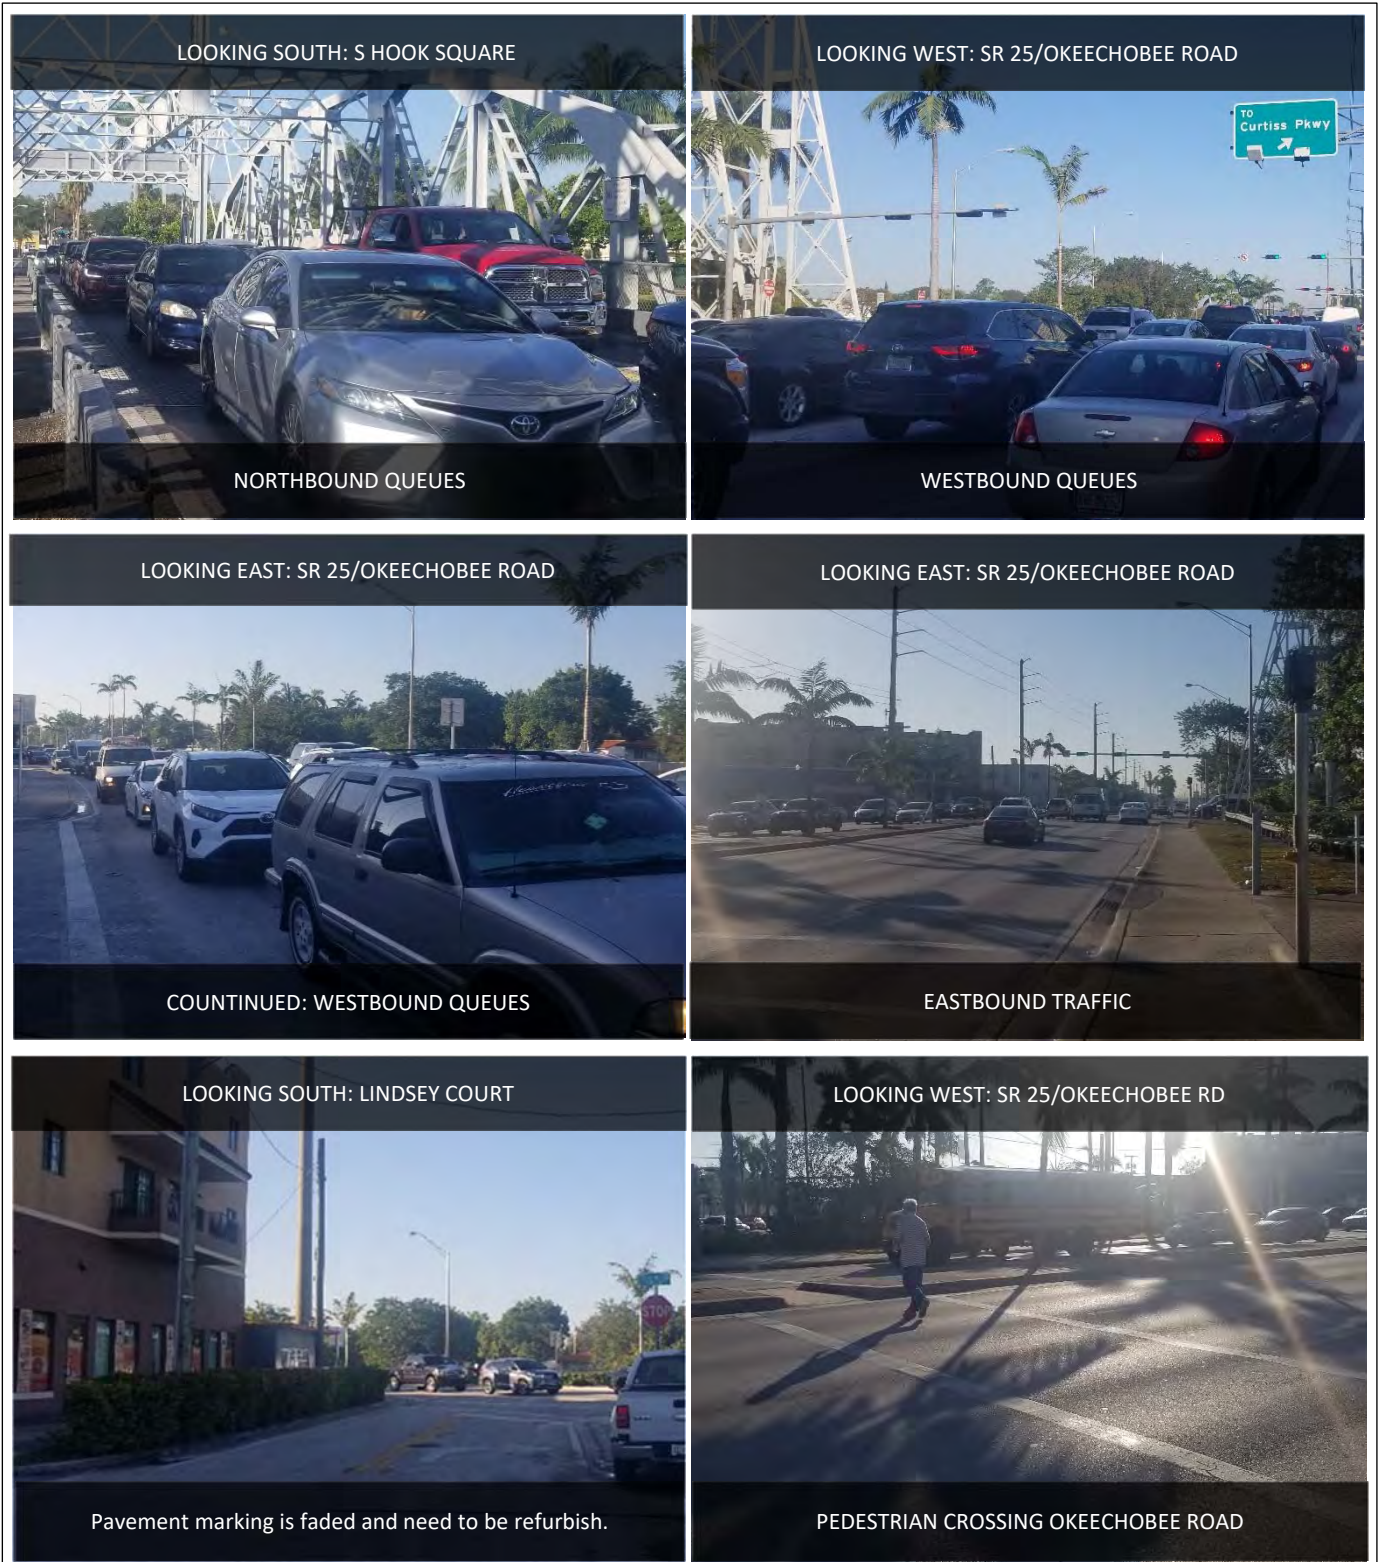 LOOKING SOUTH: S HOOK SQUARE
NORTHBOUND QUEUES
LOOKING WEST: SR 25/OKEECHOBEE ROAD
TO
Curtiss Pkwy
WESTBOUND QUEUES
LOOKING EAST: SR 25/OKEECHOBEE ROAD
COUNTINUED: WESTBOUND QUEUES
LOOKING EAST: SR 25/OKEECHOBEE ROAD
EASTBOUND TRAFFIC
LOOKING SOUTH: LINDSEY COURT
STOP
Pavement marking is faded and need to be refurbish.
LOOKING WEST: SR 25/OKEECHOBEE RD
PEDESTRIAN CROSSING OKEECHOBEE ROAD